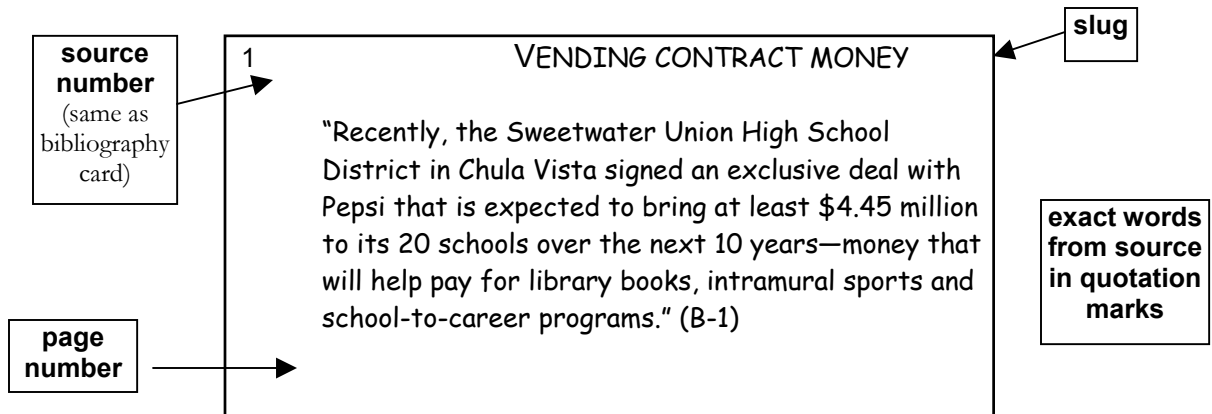 slug
source
number
(same as
bibliography
card)
1 VENDING CONTRACT MONEY
“Recently, the Sweetwater Union High School
District in Chula Vista signed an exclusive deal with
Pepsi that is expected to bring at least $4.45 million
to its 20 schools over the next 10 years—money that
will help pay for library books, intramural sports and
school-to-career programs.” (B-1)
exact words
from source
in quotation
marks
page
number